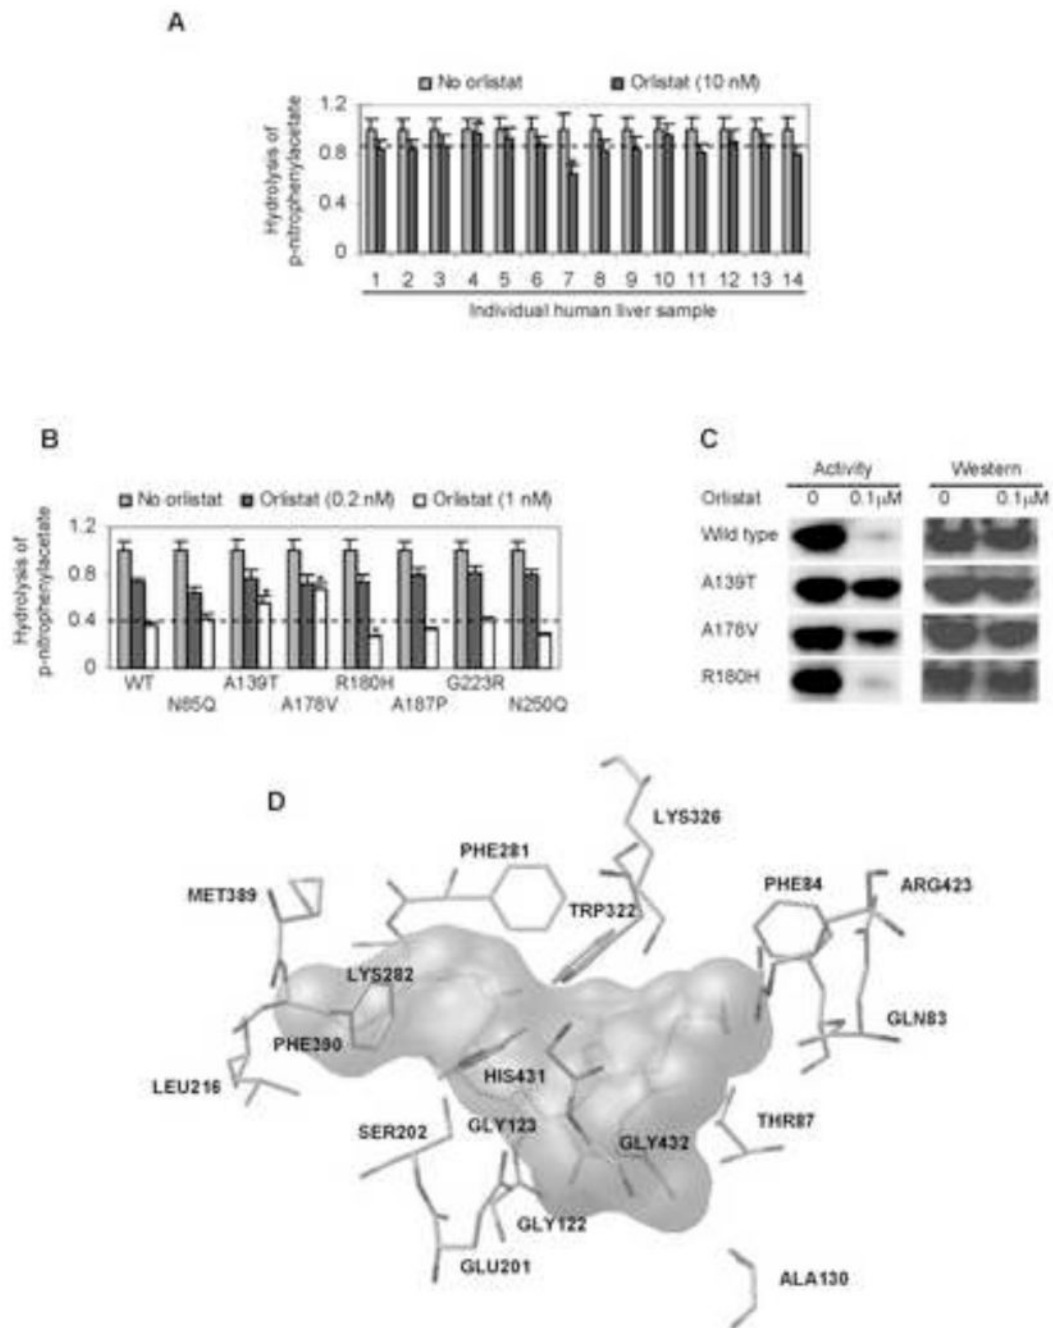 A
No orlistat Orlistat (10 nM)
Hydrolysis of
p-nitrophenylacetate
1.2
0.8
0.4
0
1 2 3 4 5 6 7 8 9 10 11 12 13 14
Individual human liver sample
B
No orlistat Orlistat (0.2 nM) Orlistat (1 nM)
Hydrolysis of
p-nitrophenylacetate
1.2
0.8
0.4
0
WT A139T R180H G223R
N85Q A178V A187P N250Q
C
Activity Western
Orlistat 0 0.1µM 0 0.1µM
Wild type
A139T
A178V
R180H
D
LYS326
PHE281
MET389
TRP322
PHE84
ARG423
LYS282
GLN83
PHE390
HIS431
LEU216
SER202
GLY123
GLY432
THR87
GLY122
GLU201
ALA130